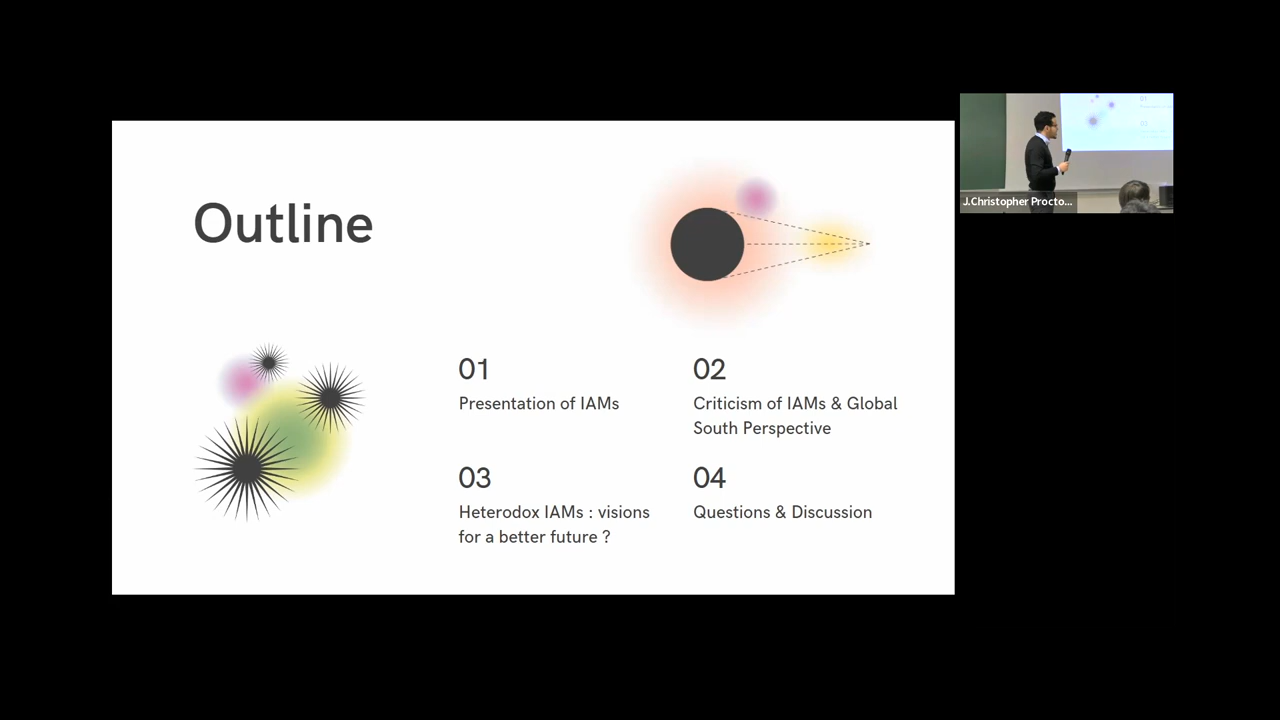 Outline
01
Presentation of IAMs
02
Criticism of IAMs & Global
South Perspective
03
Heterodox IAMs : visions
for a better future ?
04
Questions & Discussion
J.Christopher Procto...
01